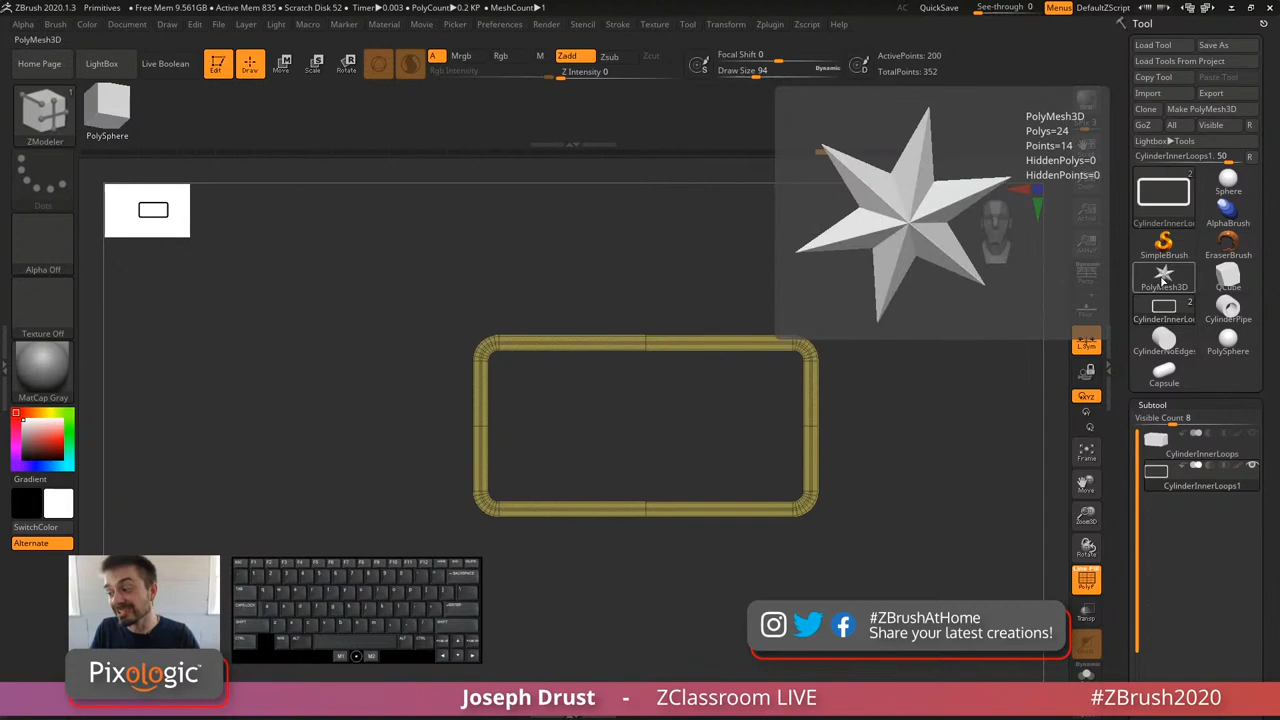 ZBrush 2020.1.3 Primitives • Free Mem 9.561GB • Active Mem 835 • Scratch Disk 52 • Timer▶0.003 • PolyCount▶0.2 KP • MeshCount▶1
AC QuickSave See-through 0 Menus DefaultZScript
Alpha Brush Color Document Draw Edit File Layer Light Macro Marker Material Movie Picker Preferences Render Stencil Stroke Texture Tool Transform Zplugin Zscript Help
PolyMesh3D
Home Page LightBox Live Boolean Edit Draw Move Scale Rotate
A Mrgb Rgb M Zadd Zsub Zcut
Rgb Intensity Z Intensity 0
Focal Shift 0
Draw Size 94 Dynamic
ActivePoints: 200
TotalPoints: 352
1
ZModeler
PolySphere
Dots
Alpha Off
Texture Off
MatCap Gray
Gradient
SwitchColor
Alternate
PolyMesh3D
Polys=24
Points=14
HiddenPolys=0
HiddenPoints=0
L.Sym
XYZ
Frame
Move
Zoom3D
Rotate
Line Fill
PolyF
Transp
Dynamic
Tool
Load Tool Save As
Load Tools From Project
Copy Tool Paste Tool
Import Export
Clone Make PolyMesh3D
GoZ All Visible R
Lightbox▶Tools
CylinderInnerLoops1. 50 R
2
CylinderInnerLo Sphere
AlphaBrush
SimpleBrush EraserBrush
PolyMesh3D QCube
2
CylinderInnerLo CylinderPipe
CylinderNoEdges PolySphere
Capsule
Subtool
Visible Count 8
CylinderInnerLoops
CylinderInnerLoops1
Pixologic
#ZBrushAtHome
Share your latest creations!
Joseph Drust - ZClassroom LIVE #ZBrush2020